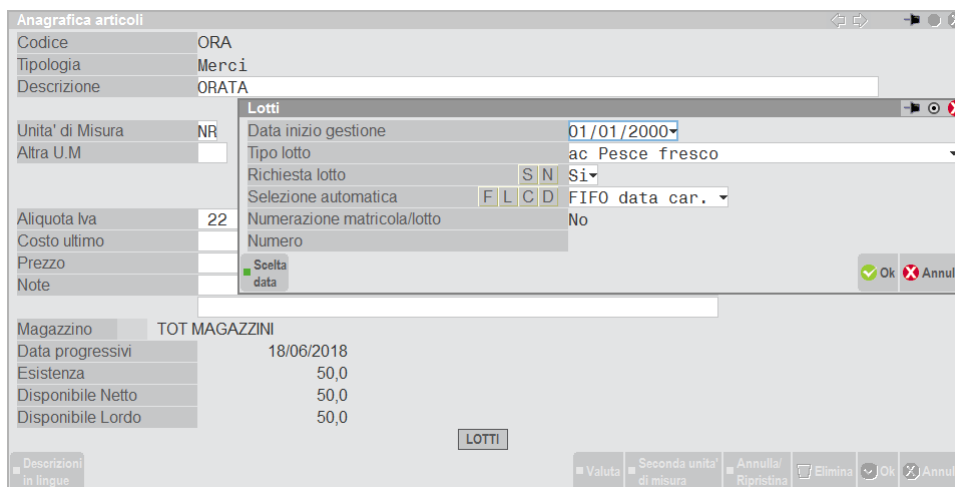 Anagrafica articoli
Codice ORA
Tipologia Merci
Descrizione ORATA
Lotti
Unita' di Misura NR Data inizio gestione 01/01/2000
Altra U.M Tipo lotto ac Pesce fresco
Richiesta lotto S N Si
Selezione automatica F L C D FIFO data car.
Aliquota Iva 22 Numerazione matricola/lotto No
Costo ultimo Numero
Prezzo Scelta data Ok Annul
Note
Magazzino TOT MAGAZZINI
Data progressivi 18/06/2018
Esistenza 50,0
Disponibile Netto 50,0
Disponibile Lordo 50,0
LOTTI
Descrizioni in lingue Valuta Seconda unita' di misura Annulla/ Ripristina Elimina Ok Annul